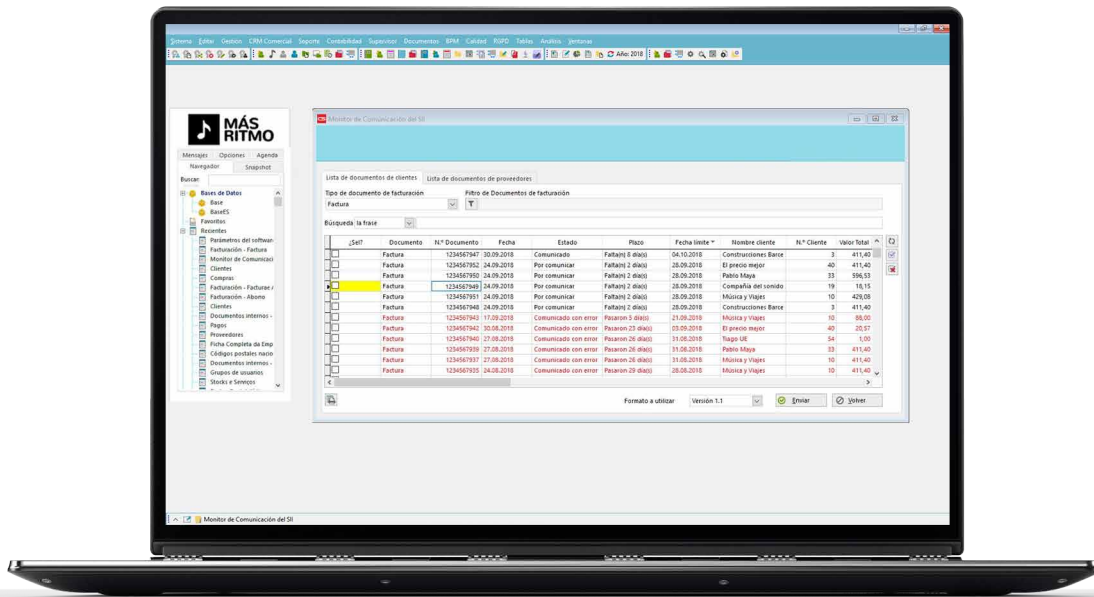 Sistema Editar Gestión CRM Comercial Soporte Contabilidad Supervisor Documentos BPM Calidad RGPD Tablas Análisis Ventanas
Año: 2018
MÁS
RITMO
Mensajes Opciones Agenda
Navegador Snapshot
Buscar:
Bases de Datos
Base
BaseES
Favoritos
Recientes
Parámetros del softwar
Facturación - Factura
Monitor de Comunicaci
Clientes
Compras
Facturación - Facturae /
Facturación - Abono
Clientes
Documentos internos -
Pagos
Proveedores
Ficha Completa da Emp
Códigos postales nacio
Documentos internos -
Grupos de usuarios
Stocks e Serviços
Monitor de Comunicación del SII
Lista de documentos de clientes Lista de documentos de proveedores
Tipo de documento de facturación Filtro de Documentos de facturación
Factura
Búsqueda la frase
¿Sel? Documento N.º Documento Fecha Estado Plazo Fecha límite Nombre cliente N.º Cliente Valor Total
Factura 1234567947 30.09.2018 Comunicado Falta(n) 8 día(s) 04.10.2018 Construcciones Barce 3 411,40
Factura 1234567952 24.09.2018 Por comunicar Falta(n) 2 día(s) 28.09.2018 El precio mejor 40 411,40
Factura 1234567950 24.09.2018 Por comunicar Falta(n) 2 día(s) 28.09.2018 Pablo Maya 33 596,53
Factura 1234567949 24.09.2018 Por comunicar Falta(n) 2 día(s) 28.09.2018 Compañía del sonido 19 18,15
Factura 1234567951 24.09.2018 Por comunicar Falta(n) 2 día(s) 28.09.2018 Música y Viajes 10 429,08
Factura 1234567948 24.09.2018 Por comunicar Falta(n) 2 día(s) 28.09.2018 Construcciones Barce 3 411,40
Factura 1234567943 17.09.2018 Comunicado con error Pasaron 5 día(s) 21.09.2018 Música y Viajes 10 88,00
Factura 1234567942 30.08.2018 Comunicado con error Pasaron 23 día(s) 03.09.2018 El precio mejor 40 20,57
Factura 1234567940 27.08.2018 Comunicado con error Pasaron 26 día(s) 31.08.2018 Tiago UE 54 1,00
Factura 1234567939 27.08.2018 Comunicado con error Pasaron 26 día(s) 31.08.2018 Pablo Maya 33 411,40
Factura 1234567937 27.08.2018 Comunicado con error Pasaron 26 día(s) 31.08.2018 Música y Viajes 10 411,40
Factura 1234567935 24.08.2018 Comunicado con error Pasaron 29 día(s) 28.08.2018 Música y Viajes 10 411,40
Formato a utilizar Versión 1.1 Enviar Volver
Monitor de Comunicación del SII